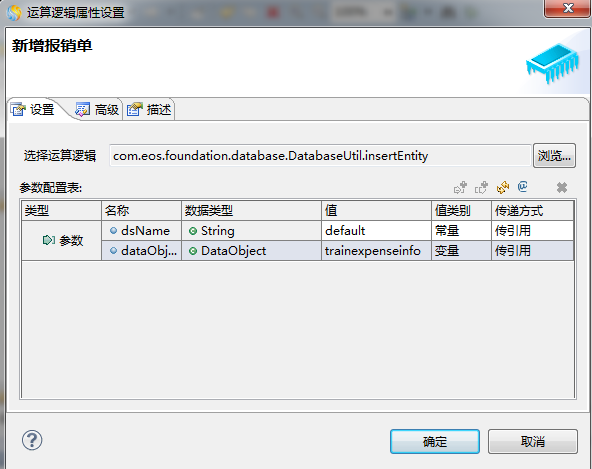 运算逻辑属性设置
新增报销单
设置 高级 描述
选择运算逻辑 com.eos.foundation.database.DatabaseUtil.insertEntity 浏览...
参数配置表:
类型 名称 数据类型 值 值类别 传递方式
参数 dsName String default 常量 传引用
dataObj... DataObject trainexpenseinfo 变量 传引用
确定 取消